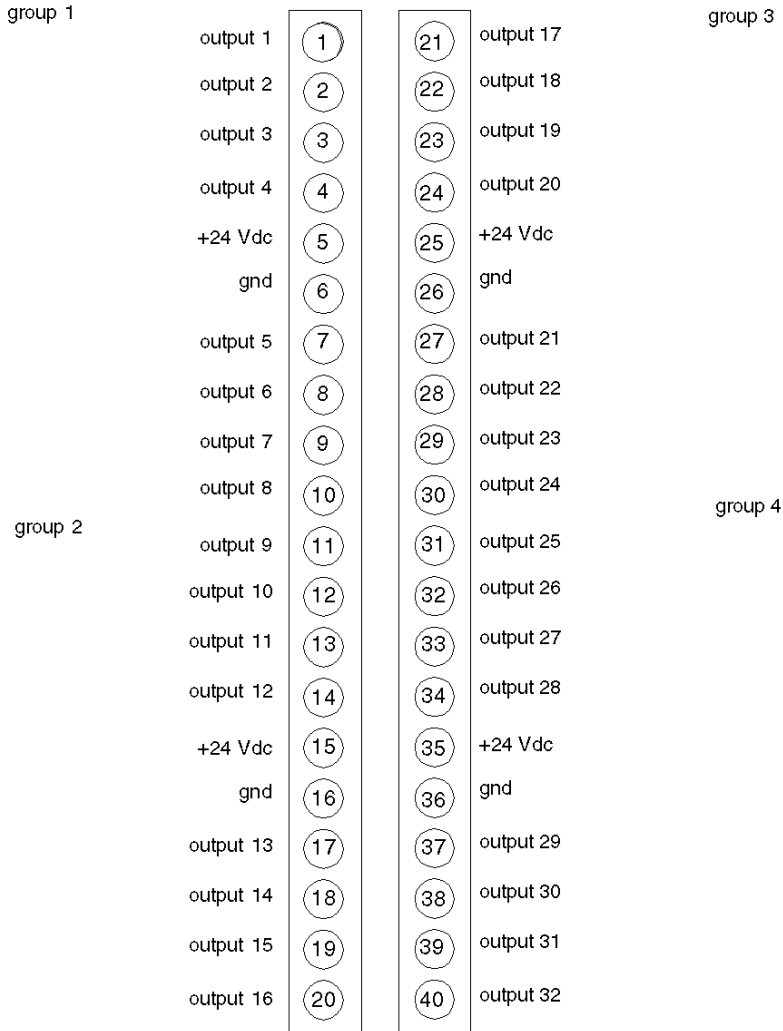 group 1
group 3
output 1 1 21 output 17
output 2 2 22 output 18
output 3 3 23 output 19
output 4 4 24 output 20
+24 Vdc 5 25 +24 Vdc
gnd 6 26 gnd
output 5 7 27 output 21
output 6 8 28 output 22
output 7 9 29 output 23
output 8 10 30 output 24
group 2
group 4
output 9 11 31 output 25
output 10 12 32 output 26
output 11 13 33 output 27
output 12 14 34 output 28
+24 Vdc 15 35 +24 Vdc
gnd 16 36 gnd
output 13 17 37 output 29
output 14 18 38 output 30
output 15 19 39 output 31
output 16 20 40 output 32